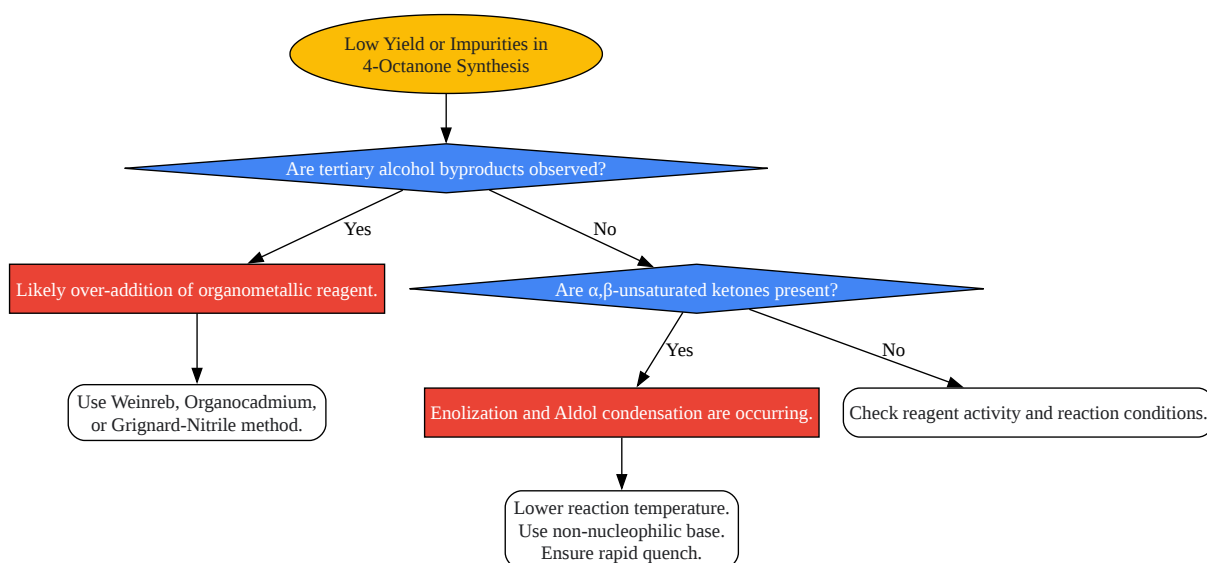 Low Yield or Impurities in
4-Octanone Synthesis
Are tertiary alcohol byproducts observed?
Yes
No
Likely over-addition of organometallic reagent.
Are α,β-unsaturated ketones present?
Yes
No
Use Weinreb, Organocadmium,
or Grignard-Nitrile method.
Enolization and Aldol condensation are occurring.
Check reagent activity and reaction conditions.
Lower reaction temperature.
Use non-nucleophilic base.
Ensure rapid quench.